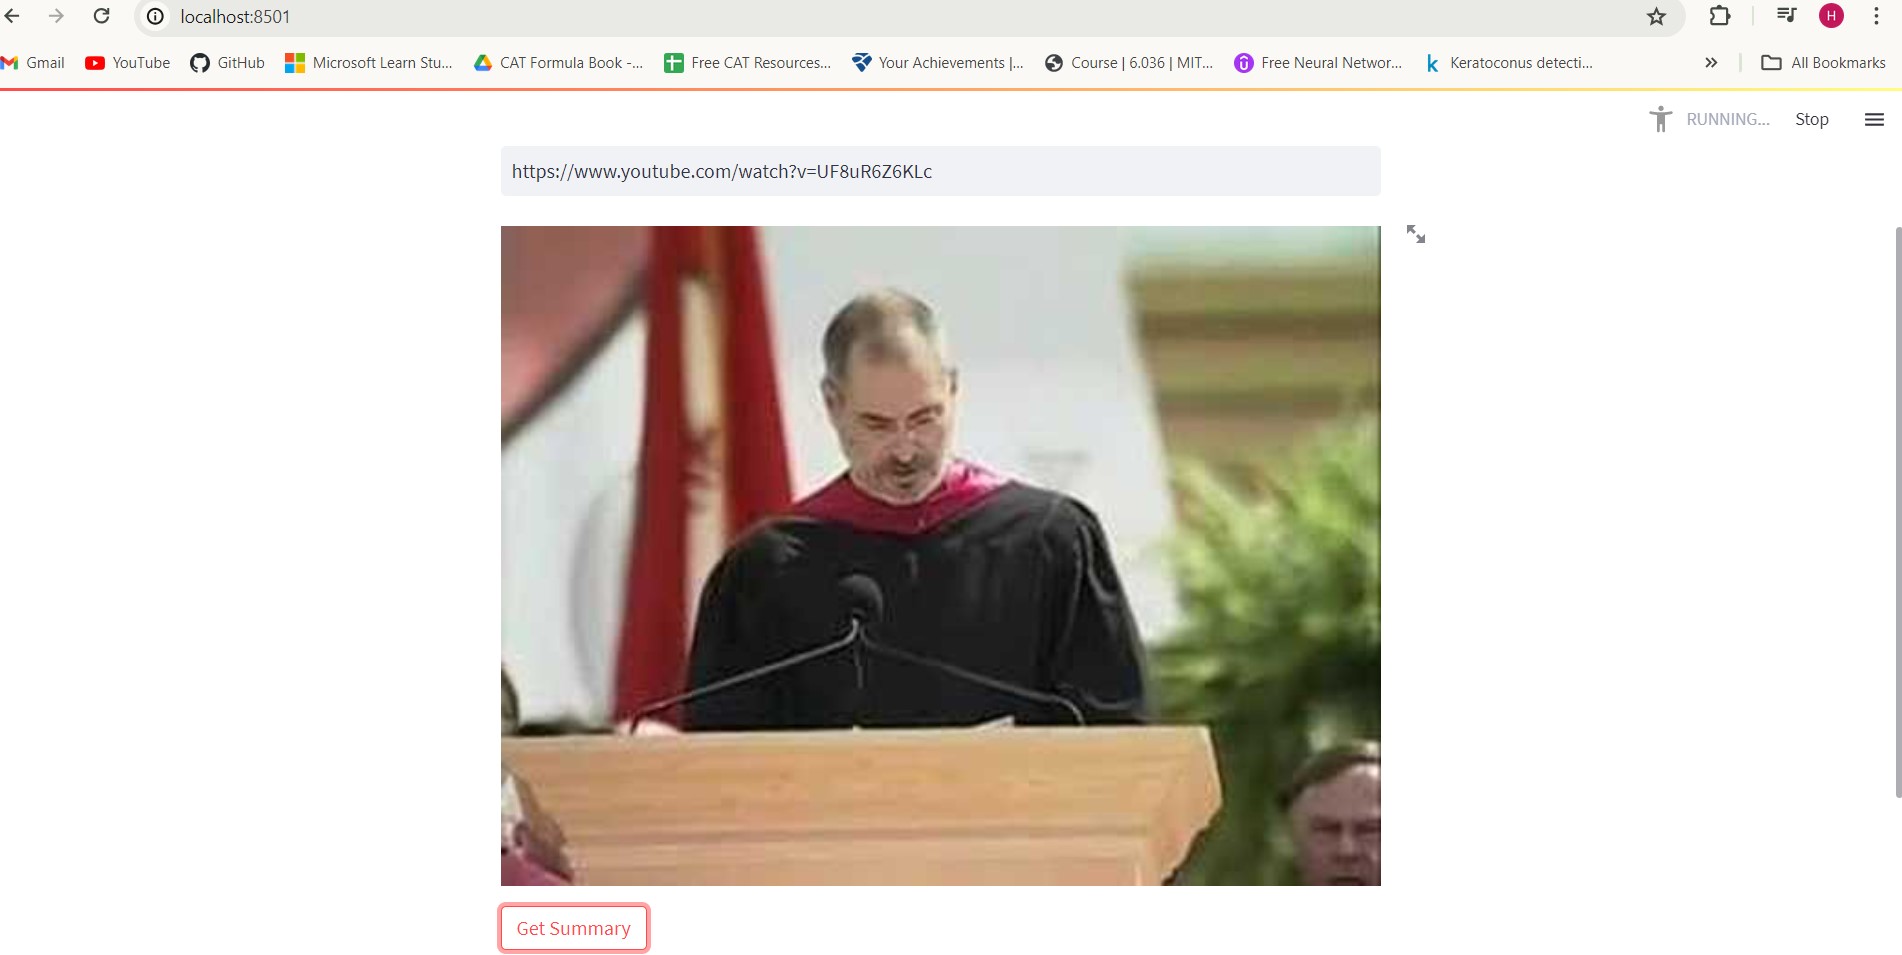 localhost:8501
H
Gmail YouTube GitHub Microsoft Learn Stu... CAT Formula Book -... Free CAT Resources... Your Achievements |... Course | 6.036 | MIT... Free Neural Networ... k Keratoconus detecti... » All Bookmarks
RUNNING... Stop
https://www.youtube.com/watch?v=UF8uR6Z6KLc
Get Summary